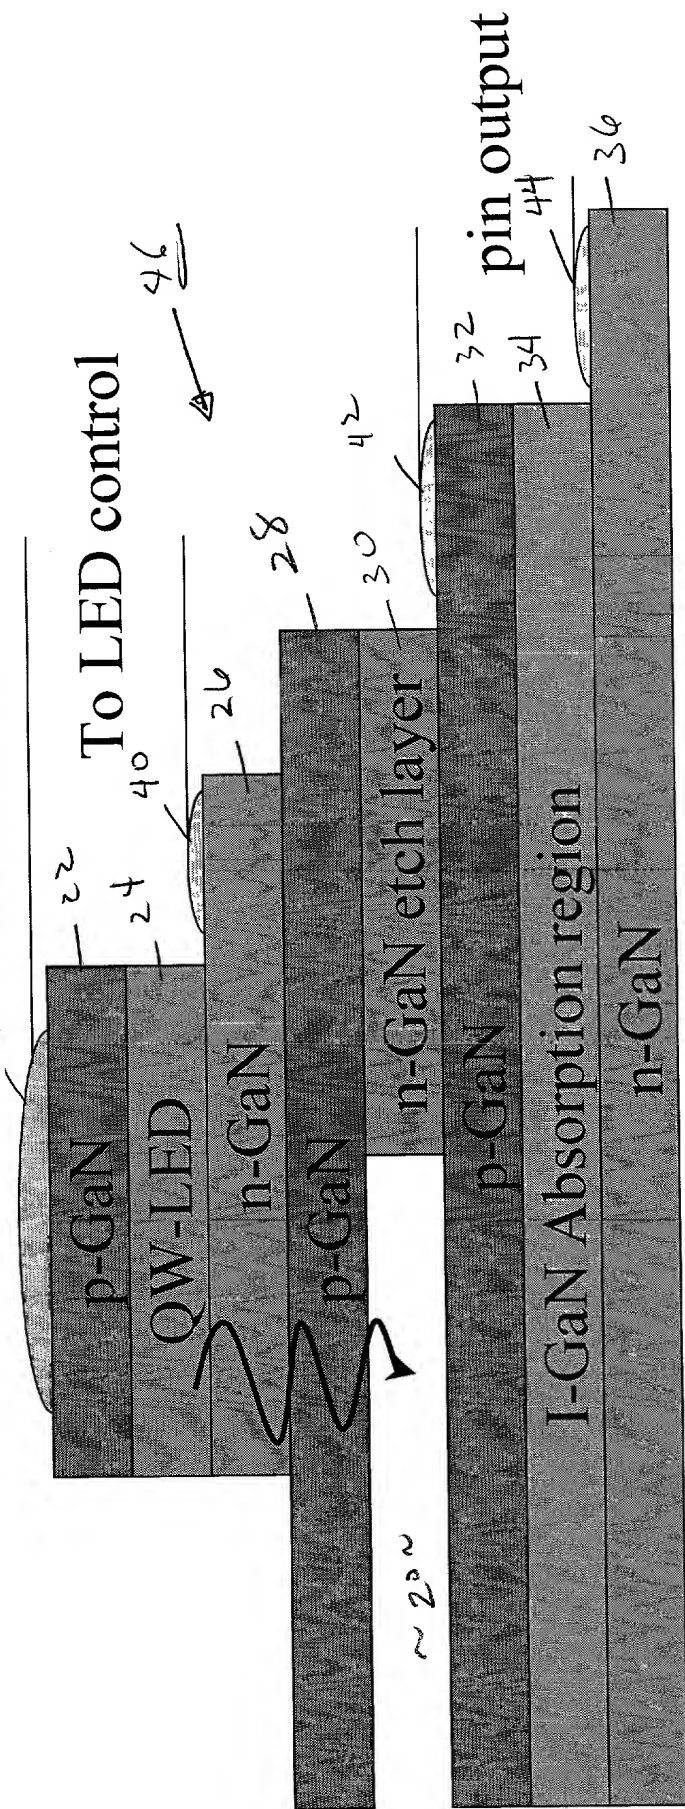 22
p-GaN
24
QW-LED
To LED control
40
26
n-GaN
46
28
p-GaN
30
n-GaN etch layer
42
32
p-GaN
pin output
34
I-GaN Absorption region
44
36
n-GaN